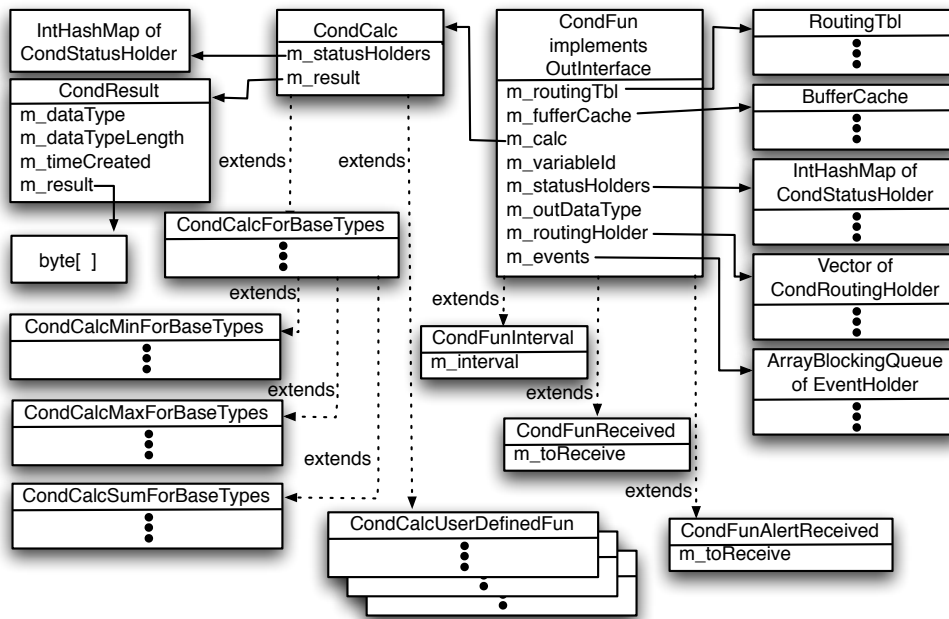 IntHashMap of
CondStatusHolder
CondCalc
m_statusHolders
m_result
CondFun
implements
OutInterface
m_routingTbl
m_fufferCache
m_calc
m_variableId
m_statusHolders
m_outDataType
m_routingHolder
m_events
RoutingTbl
BufferCache
IntHashMap of
CondStatusHolder
Vector of
CondRoutingHolder
ArrayBlockingQueue
of EventHolder
CondResult
m_dataType
m_dataTypeLength
m_timeCreated
m_result
byte[ ]
extends
extends
CondCalcForBaseTypes
extends
CondCalcMinForBaseTypes
extends
CondCalcMaxForBaseTypes
extends
CondCalcSumForBaseTypes
CondCalcUserDefinedFun
extends
CondFunInterval
m_interval
extends
CondFunReceived
m_toReceive
extends
CondFunAlertReceived
m_toReceive